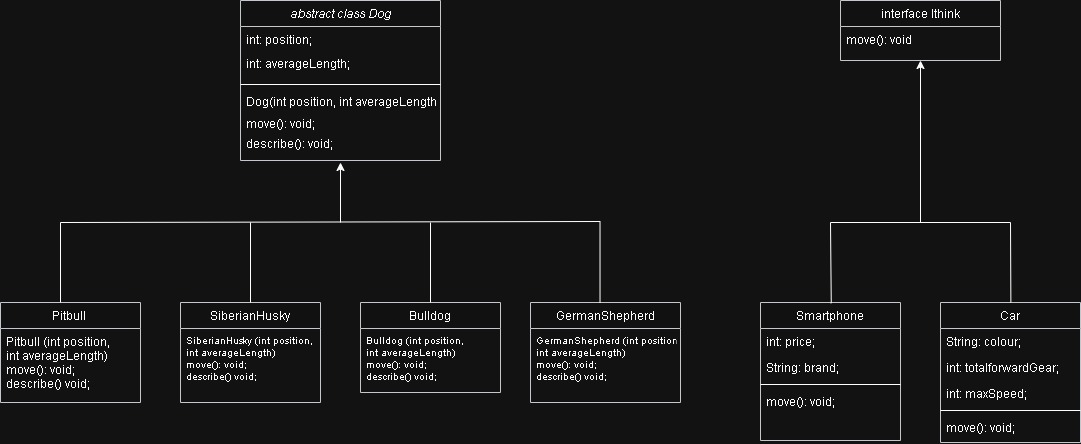 abstract class Dog
int: position;
int: averageLength;
Dog(int position, int averageLength
move(): void;
describe(): void;
interface Ithink
move(): void
Pitbull
Pitbull (int position,
int averageLength)
move(): void;
describe() void;
SiberianHusky
SiberianHusky (int position,
int averageLength)
move(): void;
describe() void;
Bulldog
Bulldog (int position,
int averageLength)
move(): void;
describe() void;
GermanShepherd
GermanShepherd (int position
int averageLength)
move(): void;
describe() void;
Smartphone
int: price;
String: brand;
move(): void;
Car
String: colour;
int: totalforwardGear;
int: maxSpeed;
move(): void;